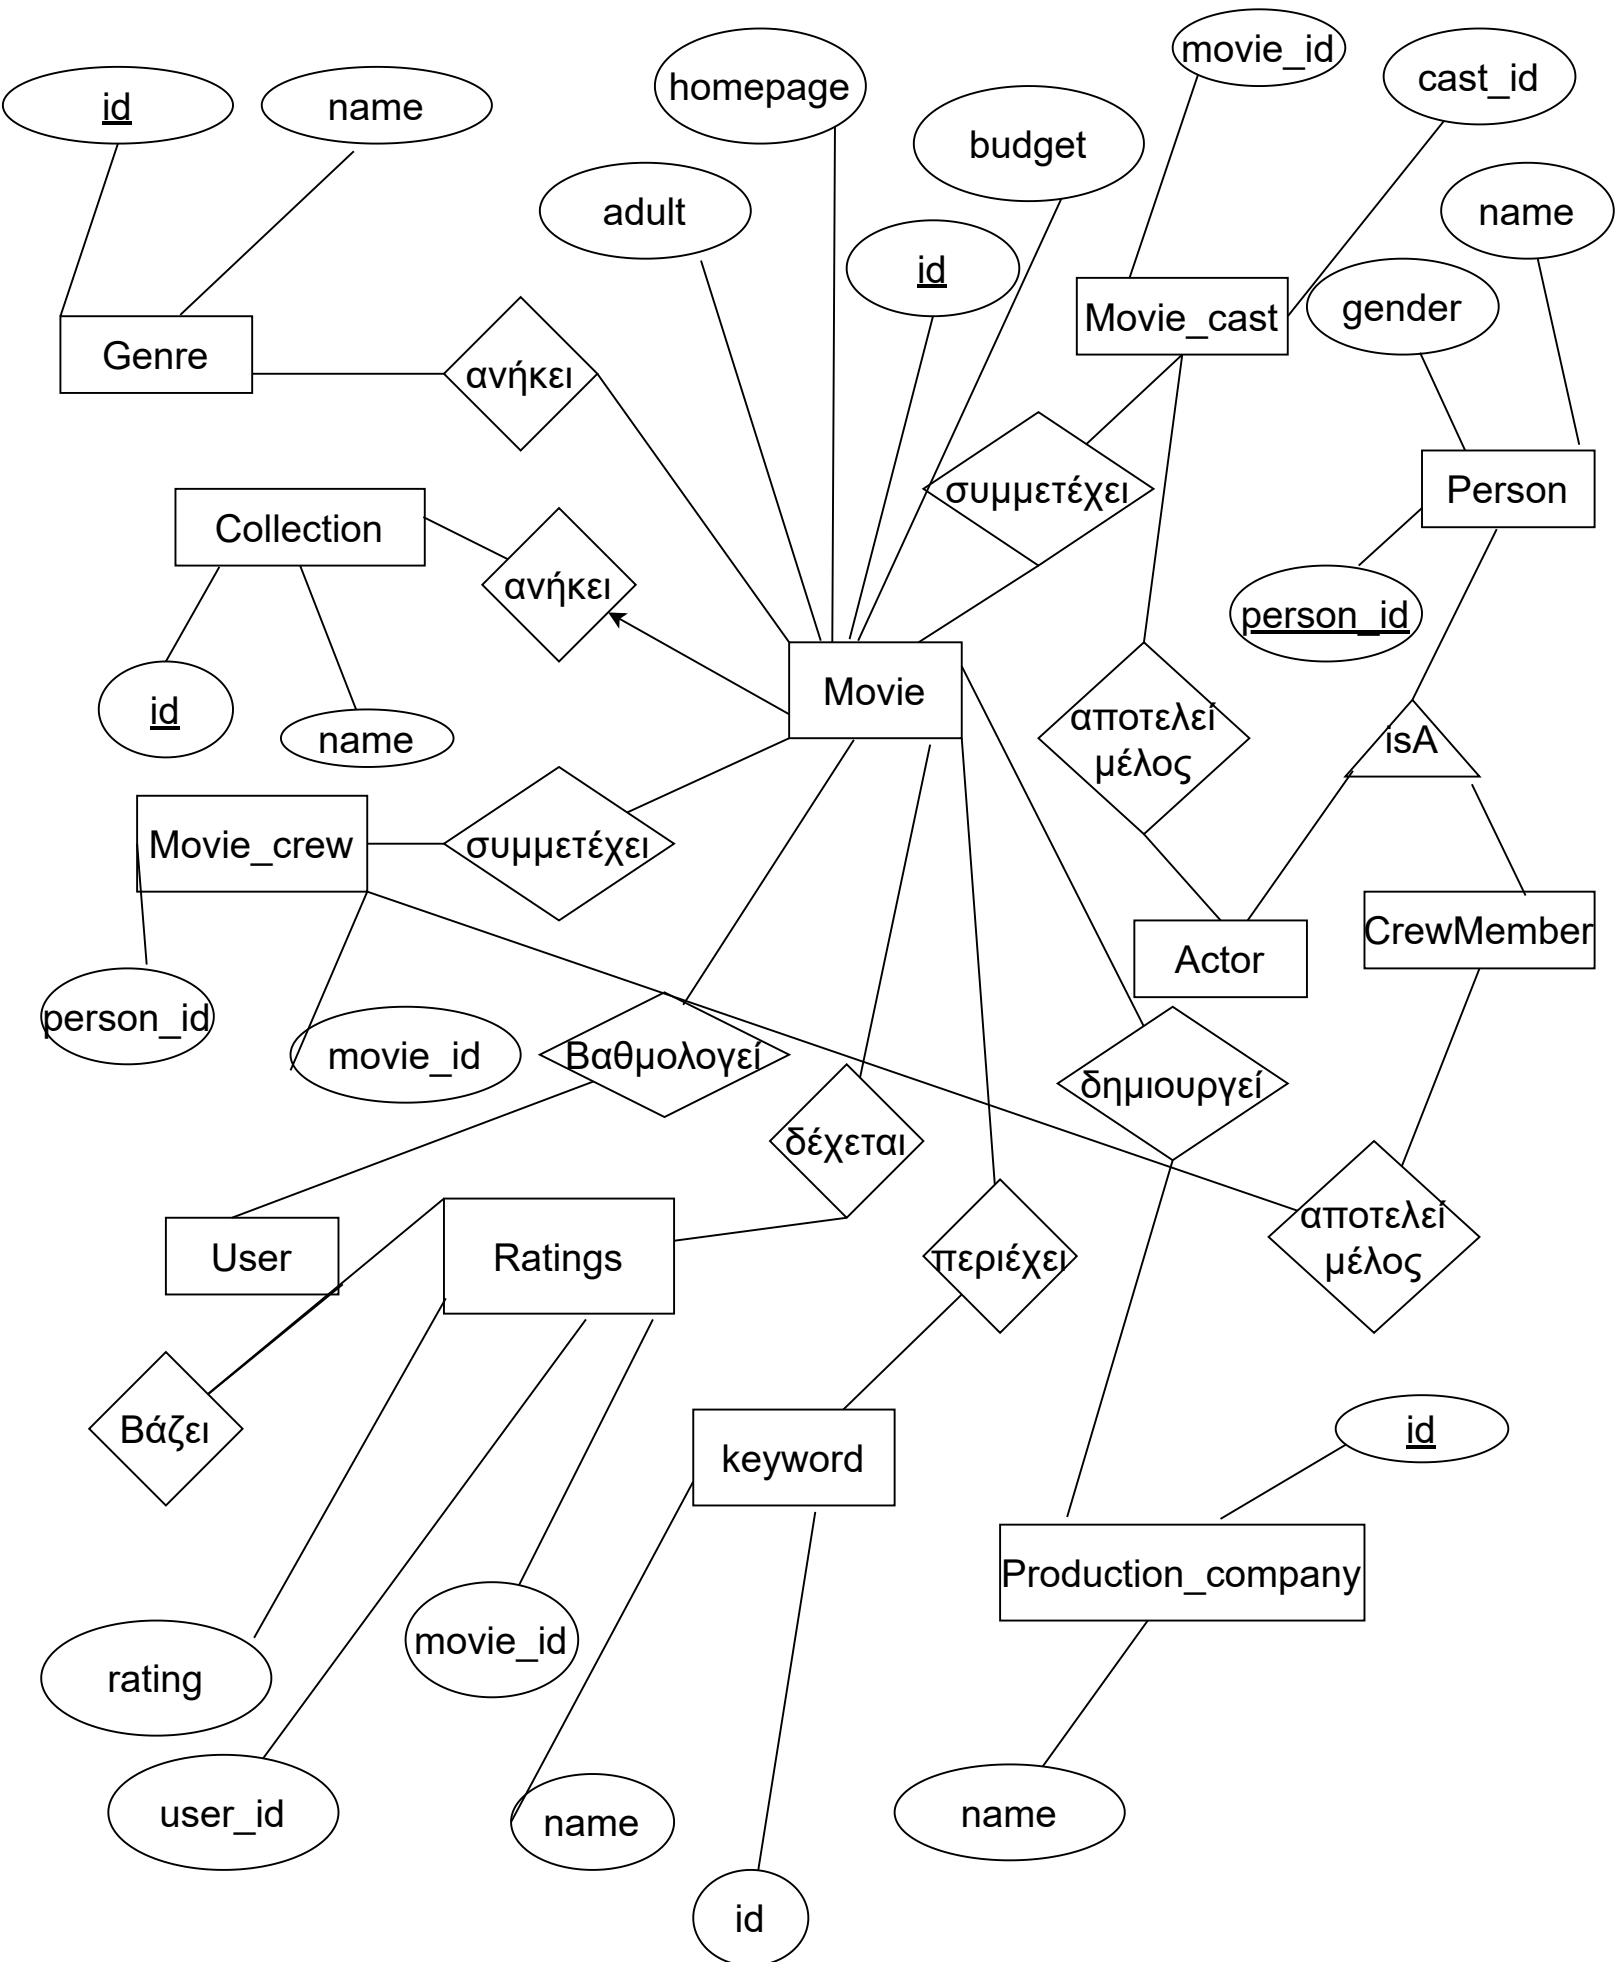 movie_id
homepage
cast_id
id
name
budget
adult
name
id
gender
Movie_cast
Genre
ανήκει
συμμετέχει
Person
Collection
ανήκει
person_id
Movie
αποτελεί
μέλος
id
name
isA
Movie_crew
συμμετέχει
CrewMember
Actor
person_id
movie_id
Βαθμολογεί
δημιουργεί
δέχεται
αποτελεί
μέλος
User
Ratings
περιέχει
Βάζει
id
keyword
Production_company
movie_id
rating
user_id
name
name
id